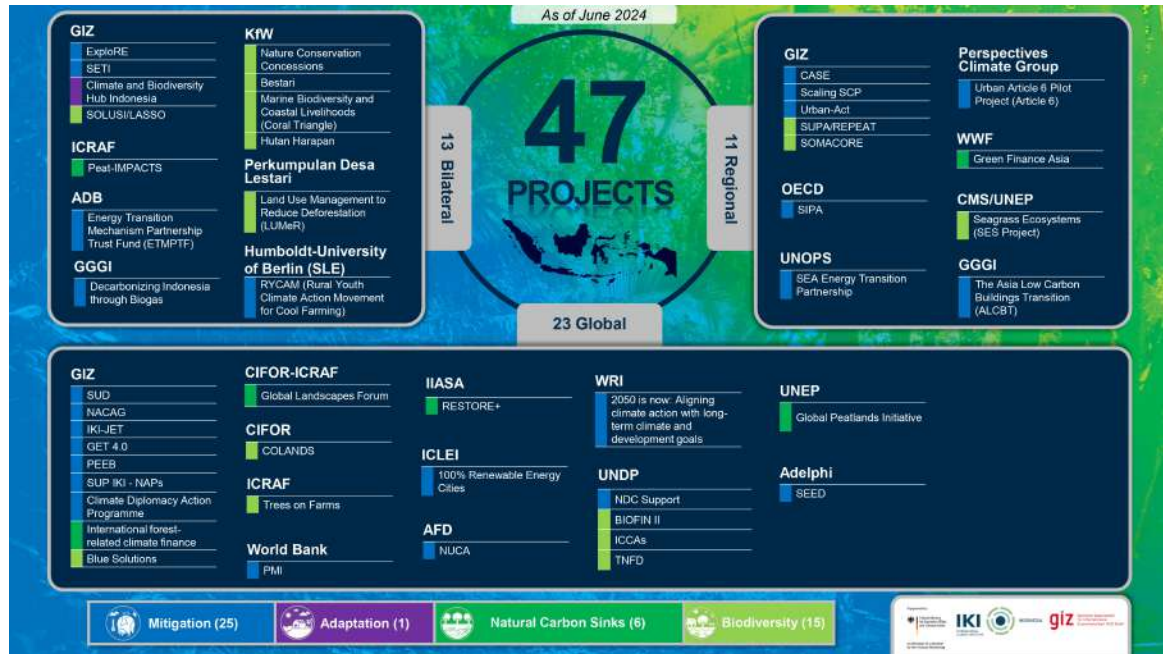 As of June 2024
47
PROJECTS
13 Bilateral
11 Regional
23 Global
GIZ
ExploRE
SETI
Climate and Biodiversity
Hub Indonesia
SOLUSI/LASSO
ICRAF
Peat-IMPACTS
ADB
Energy Transition
Mechanism Partnership
Trust Fund (ETMPTF)
GGGI
Decarbonizing Indonesia
through Biogas
KfW
Nature Conservation
Concessions
Bestari
Marine Biodiversity and
Coastal Livelihoods
(Coral Triangle)
Hutan Harapan
Perkumpulan Desa
Lestari
Land Use Management to
Reduce Deforestation
(LUMeR)
Humboldt-University
of Berlin (SLE)
RYCAM (Rural Youth
Climate Action Movement
for Cool Farming)
GIZ
CASE
Scaling SCP
Urban-Act
SUPA/REPEAT
SOMACORE
OECD
SIPA
UNOPS
SEA Energy Transition
Partnership
Perspectives
Climate Group
Urban Article 6 Pilot
Project (Article 6)
WWF
Green Finance Asia
CMS/UNEP
Seagrass Ecosystems
(SES Project)
GGGI
The Asia Low Carbon
Buildings Transition
(ALCBT)
GIZ
SUD
NACAG
IKI-JET
GET 4.0
PEEB
SUP IKI - NAPs
Climate Diplomacy Action
Programme
International forest-
related climate finance
Blue Solutions
CIFOR-ICRAF
Global Landscapes Forum
CIFOR
COLANDS
ICRAF
Trees on Farms
World Bank
PMI
IIASA
RESTORE+
ICLEI
100% Renewable Energy
Cities
AFD
NUCA
WRI
2050 is now: Aligning
climate action with long-
term climate and
development goals
UNDP
NDC Support
BIOFIN II
ICCAs
TNFD
UNEP
Global Peatlands Initiative
Adelphi
SEED
Mitigation (25)
Adaptation (1)
Natural Carbon Sinks (6)
Biodiversity (15)
IKI
giz